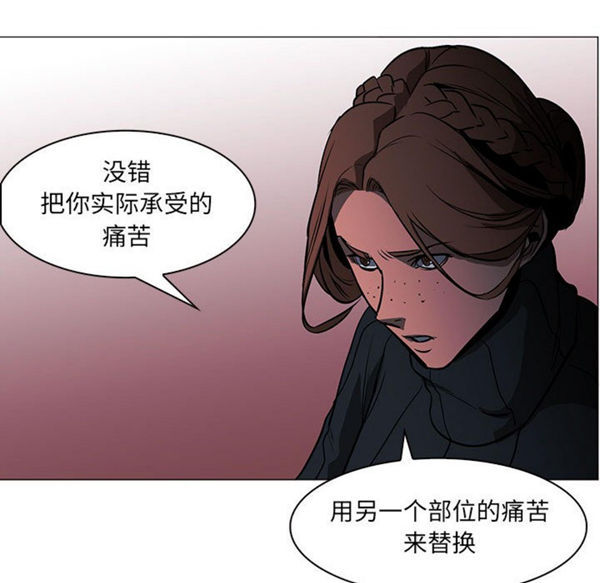 没错
把你实际承受的
痛苦
用另一个部位的痛苦
来替换